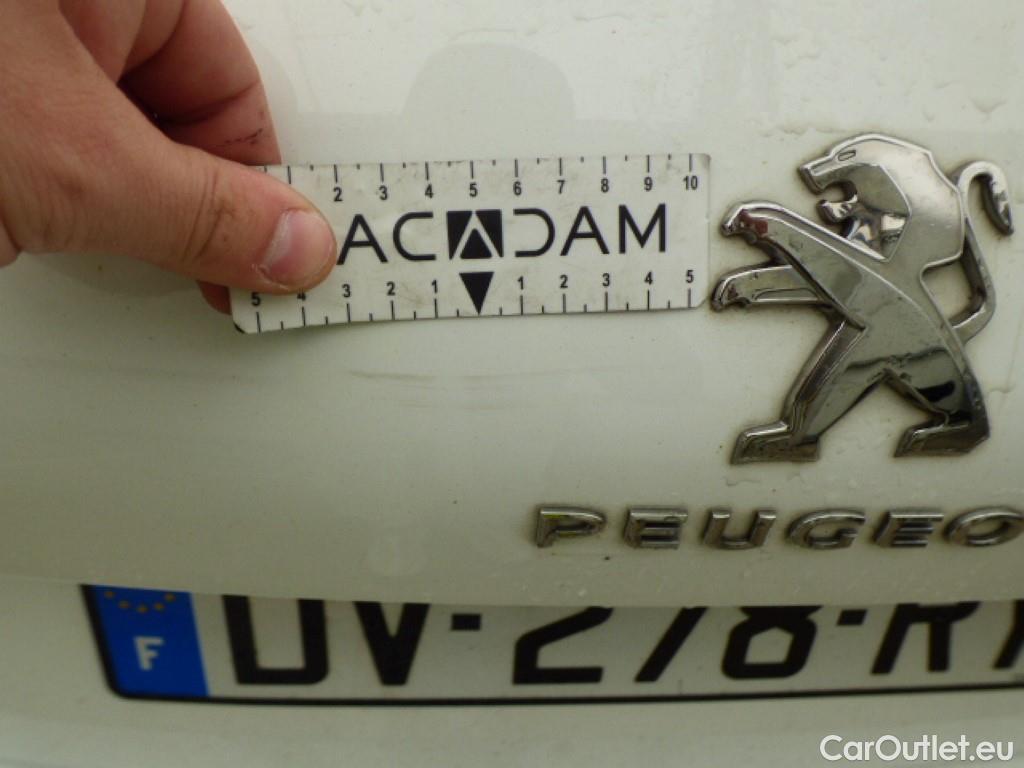 2 3 4 5 6 7 8 9 10
ACADAM
5 4 3 2 1 1 2 3 4 5
PEUGEO
F DV-278-R
CarOutlet.eu